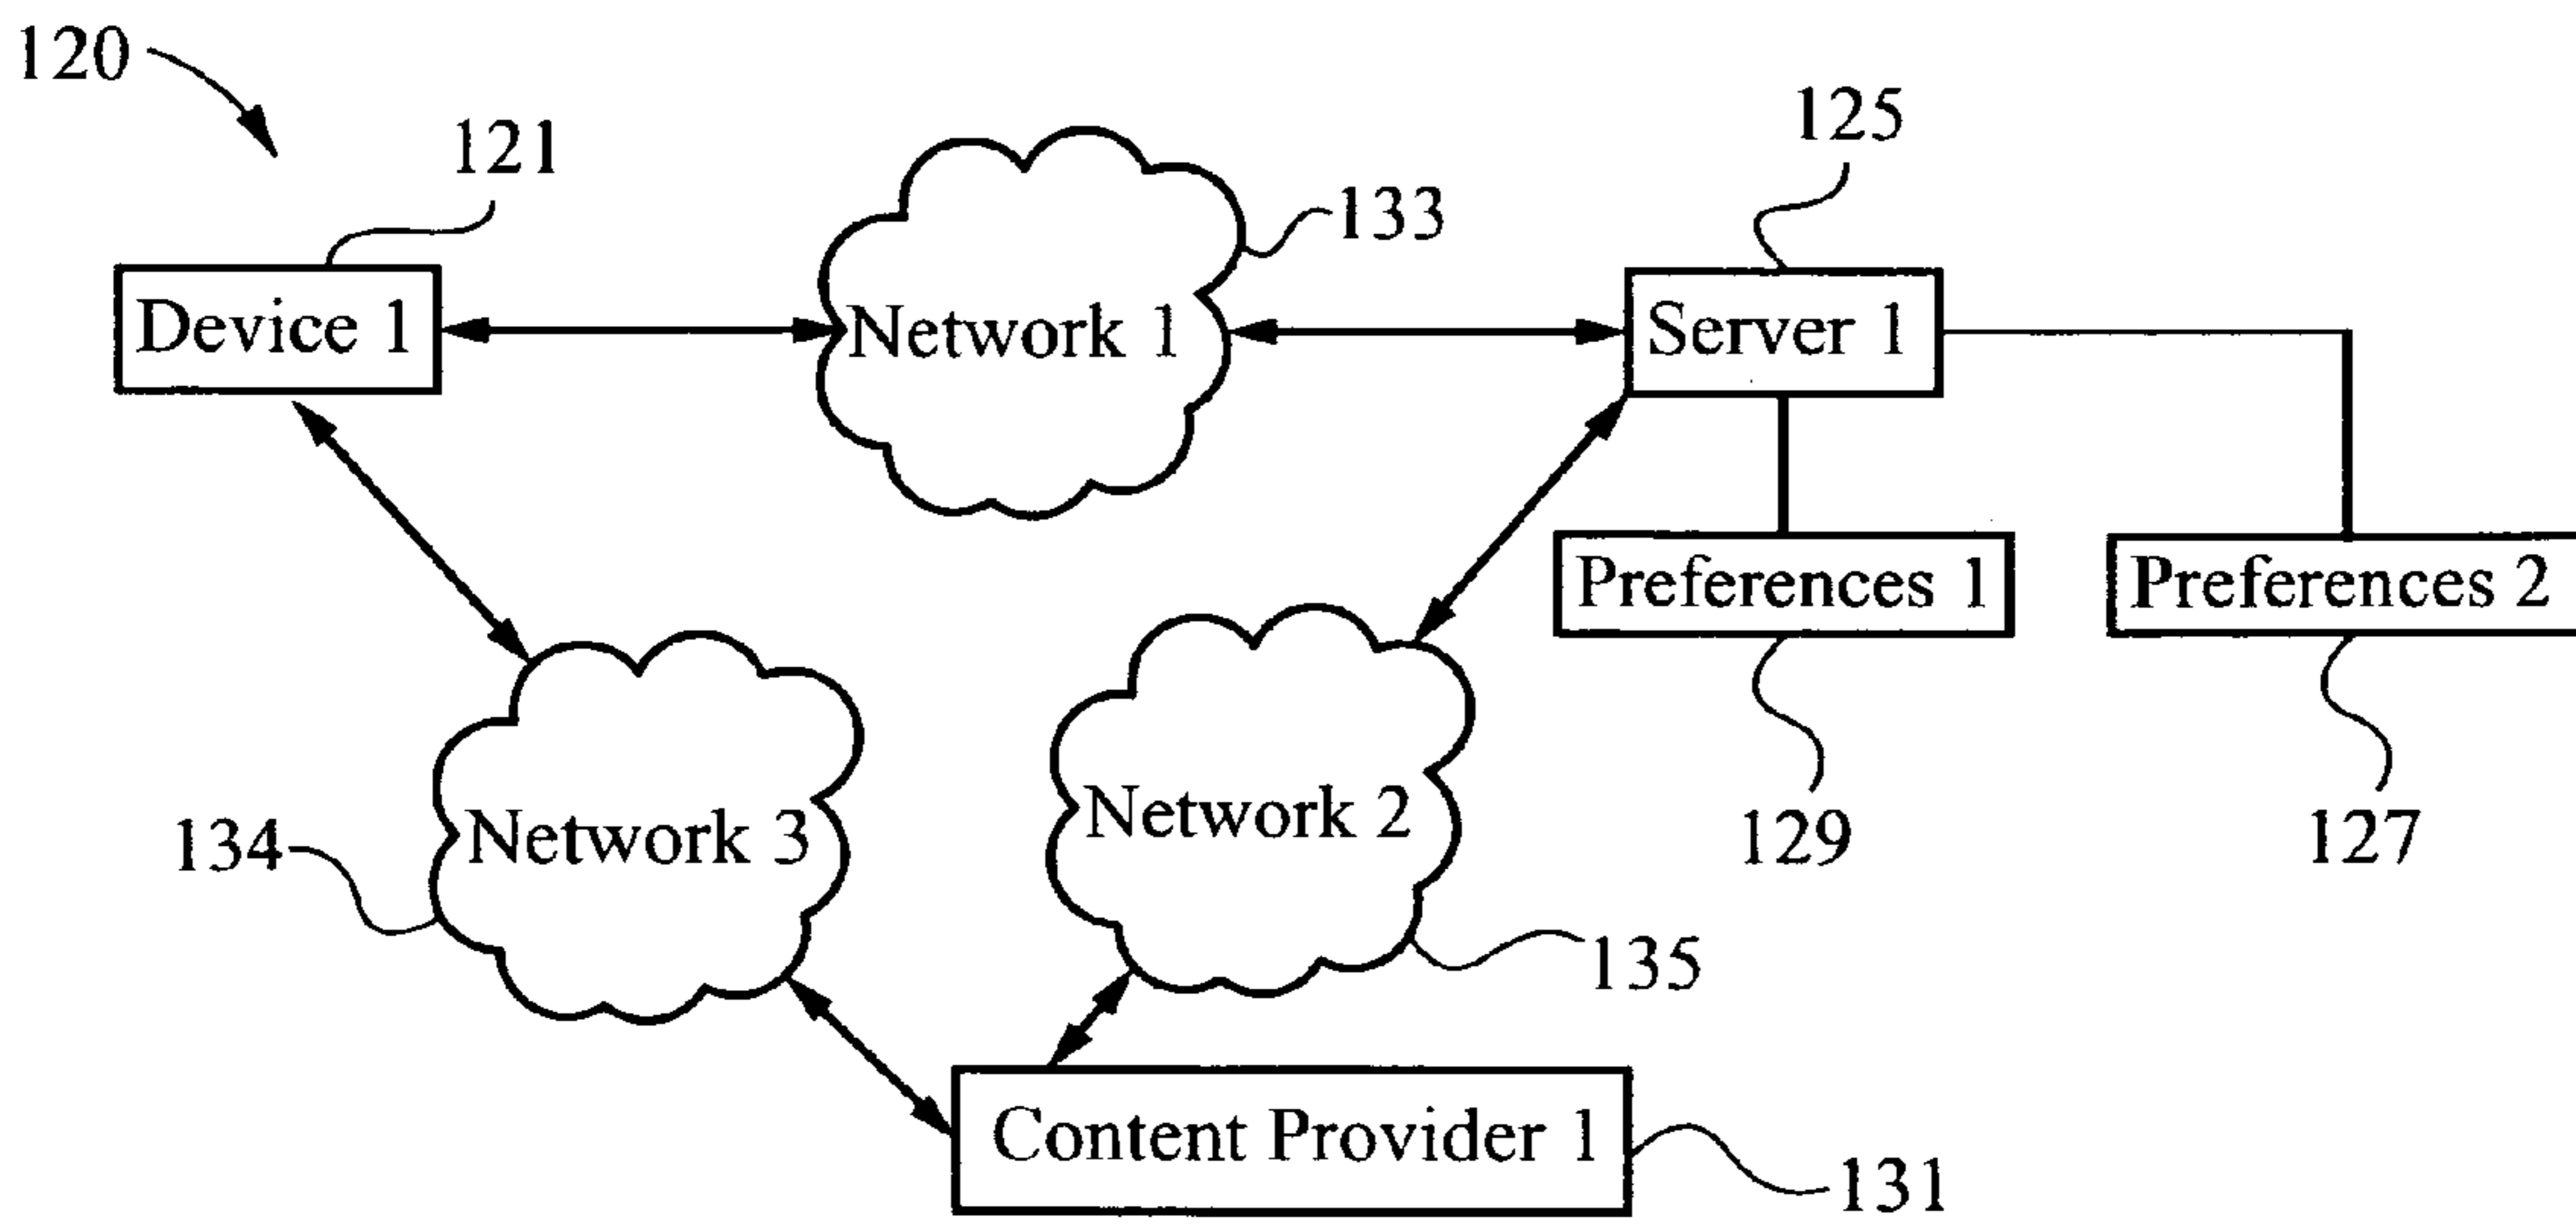 120
121
125
133
Device 1
Network 1
Server 1
Preferences 1
Preferences 2
Network 3
Network 2
134
129
127
135
Content Provider 1
131